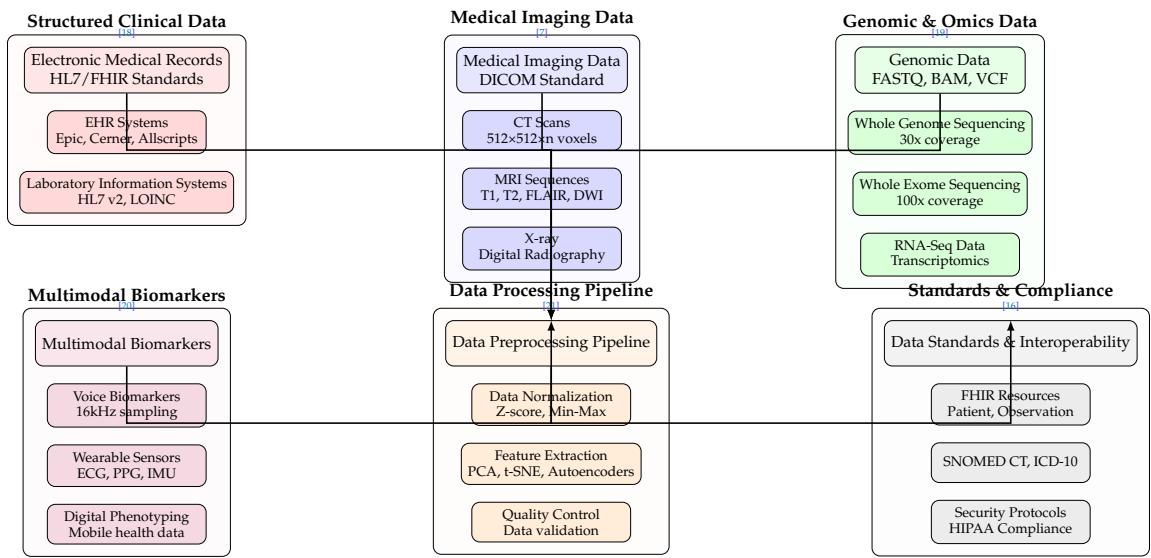 Structured Clinical Data
[18]
Electronic Medical Records
HL7/FHIR Standards
EHR Systems
Epic, Cerner, Allscripts
Laboratory Information Systems
HL7 v2, LOINC
Medical Imaging Data
[7]
Medical Imaging Data
DICOM Standard
CT Scans
512×512×n voxels
MRI Sequences
T1, T2, FLAIR, DWI
X-ray
Digital Radiography
Genomic & Omics Data
[19]
Genomic Data
FASTQ, BAM, VCF
Whole Genome Sequencing
30x coverage
Whole Exome Sequencing
100x coverage
RNA-Seq Data
Transcriptomics
Multimodal Biomarkers
[20]
Multimodal Biomarkers
Voice Biomarkers
16kHz sampling
Wearable Sensors
ECG, PPG, IMU
Digital Phenotyping
Mobile health data
Data Processing Pipeline
Data Preprocessing Pipeline
Data Normalization
Z-score, Min-Max
Feature Extraction
PCA, t-SNE, Autoencoders
Quality Control
Data validation
Standards & Compliance
[16]
Data Standards & Interoperability
FHIR Resources
Patient, Observation
SNOMED CT, ICD-10
Security Protocols
HIPAA Compliance